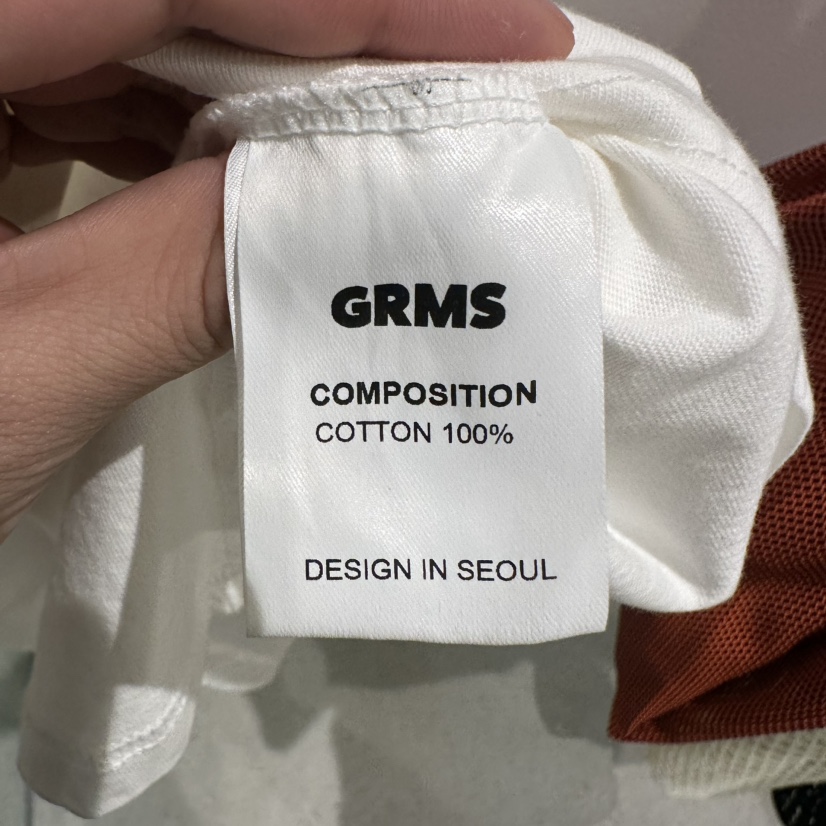 GRMS
COMPOSITION
COTTON 100%
DESIGN IN SEOUL